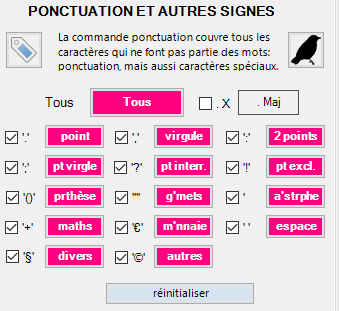 PONCTUATION ET AUTRES SIGNES
La commande ponctuation couvre tous les
caractères qui ne font pas partie des mots:
ponctuation, mais aussi caractères spéciaux.
Tous Tous . X . Maj
'.' point ',' virgule ':' 2 points
';' pt virgle '?' pt interr. '!' pt excl.
'()' prthèse '"' g'mets ' a'strphe
'+' maths '€' m'nnaie ' ' espace
'§' divers '©' autres
réinitialiser